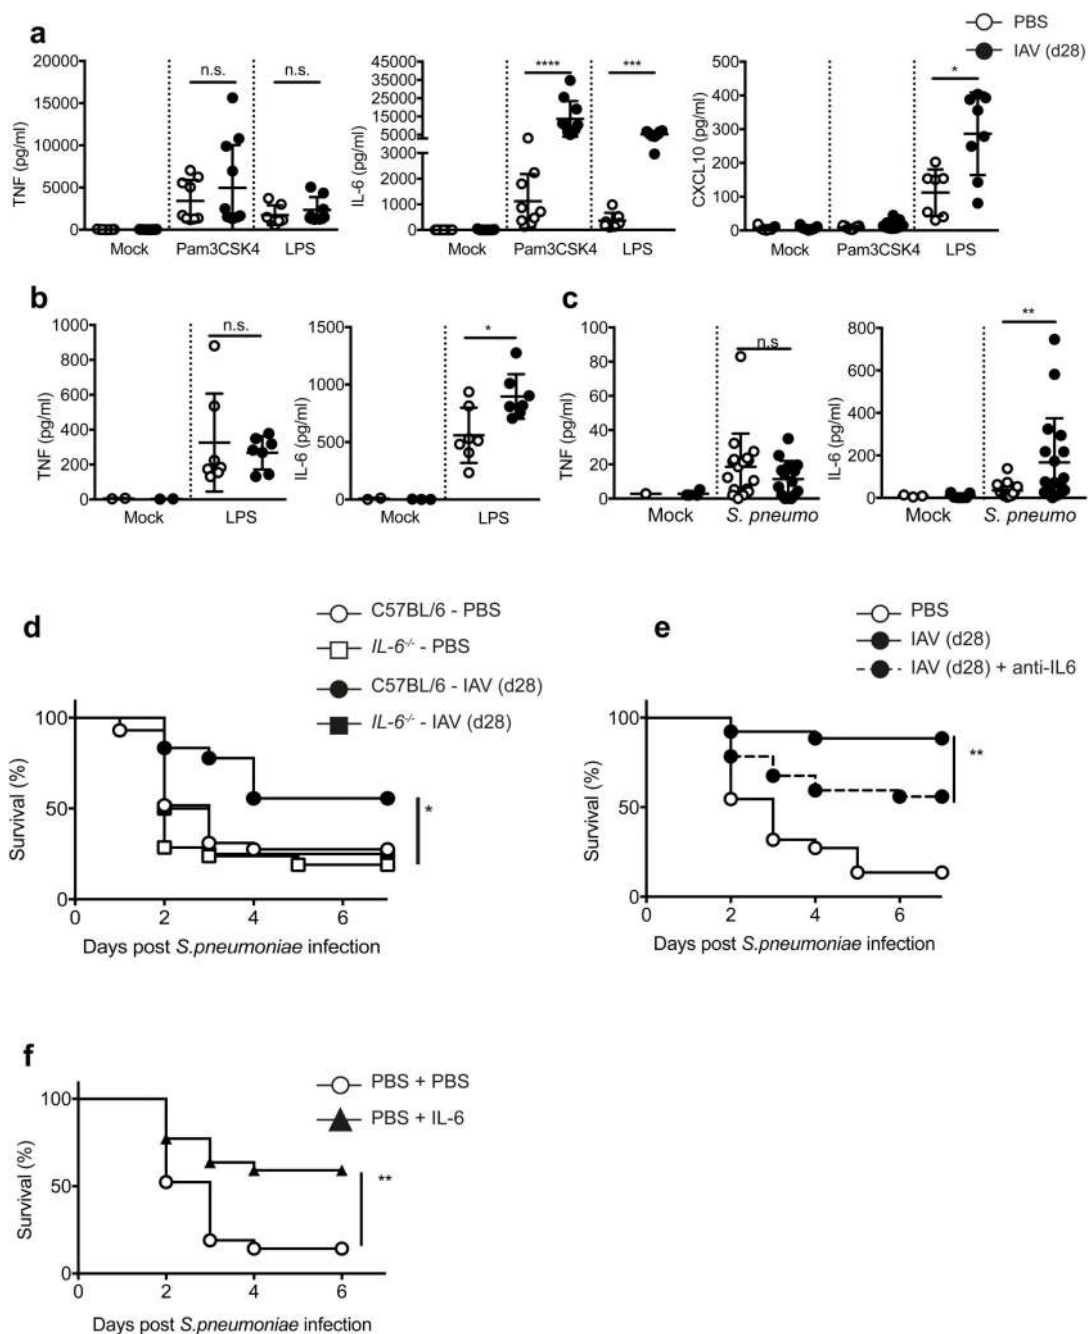 PBS
IAV (d28)
a
20000
15000
10000
5000
0
TNF (pg/ml)
n.s.
n.s.
Mock
Pam3CSK4
LPS
45000
35000
25000
15000
5000
3000
2000
1000
0
IL-6 (pg/ml)
****
***
Mock
Pam3CSK4
LPS
500
400
300
200
100
0
CXCL10 (pg/ml)
*
Mock
Pam3CSK4
LPS
b
1000
800
600
400
200
0
TNF (pg/ml)
n.s.
Mock
LPS
1500
1000
500
0
IL-6 (pg/ml)
*
Mock
LPS
c
100
80
60
40
20
0
TNF (pg/ml)
n.s
Mock
S. pneumo
800
600
400
200
0
IL-6 (pg/ml)
**
Mock
S. pneumo
d
C57BL/6 - PBS
IL-6-/- - PBS
C57BL/6 - IAV (d28)
IL-6-/- - IAV (d28)
100
50
0
Survival (%)
*
0 2 4 6
Days post S.pneumoniae infection
e
PBS
IAV (d28)
IAV (d28) + anti-IL6
100
50
0
Survival (%)
**
0 2 4 6
Days post S.pneumoniae infection
f
PBS + PBS
PBS + IL-6
100
50
0
Survival (%)
**
0 2 4 6
Days post S.pneumoniae infection